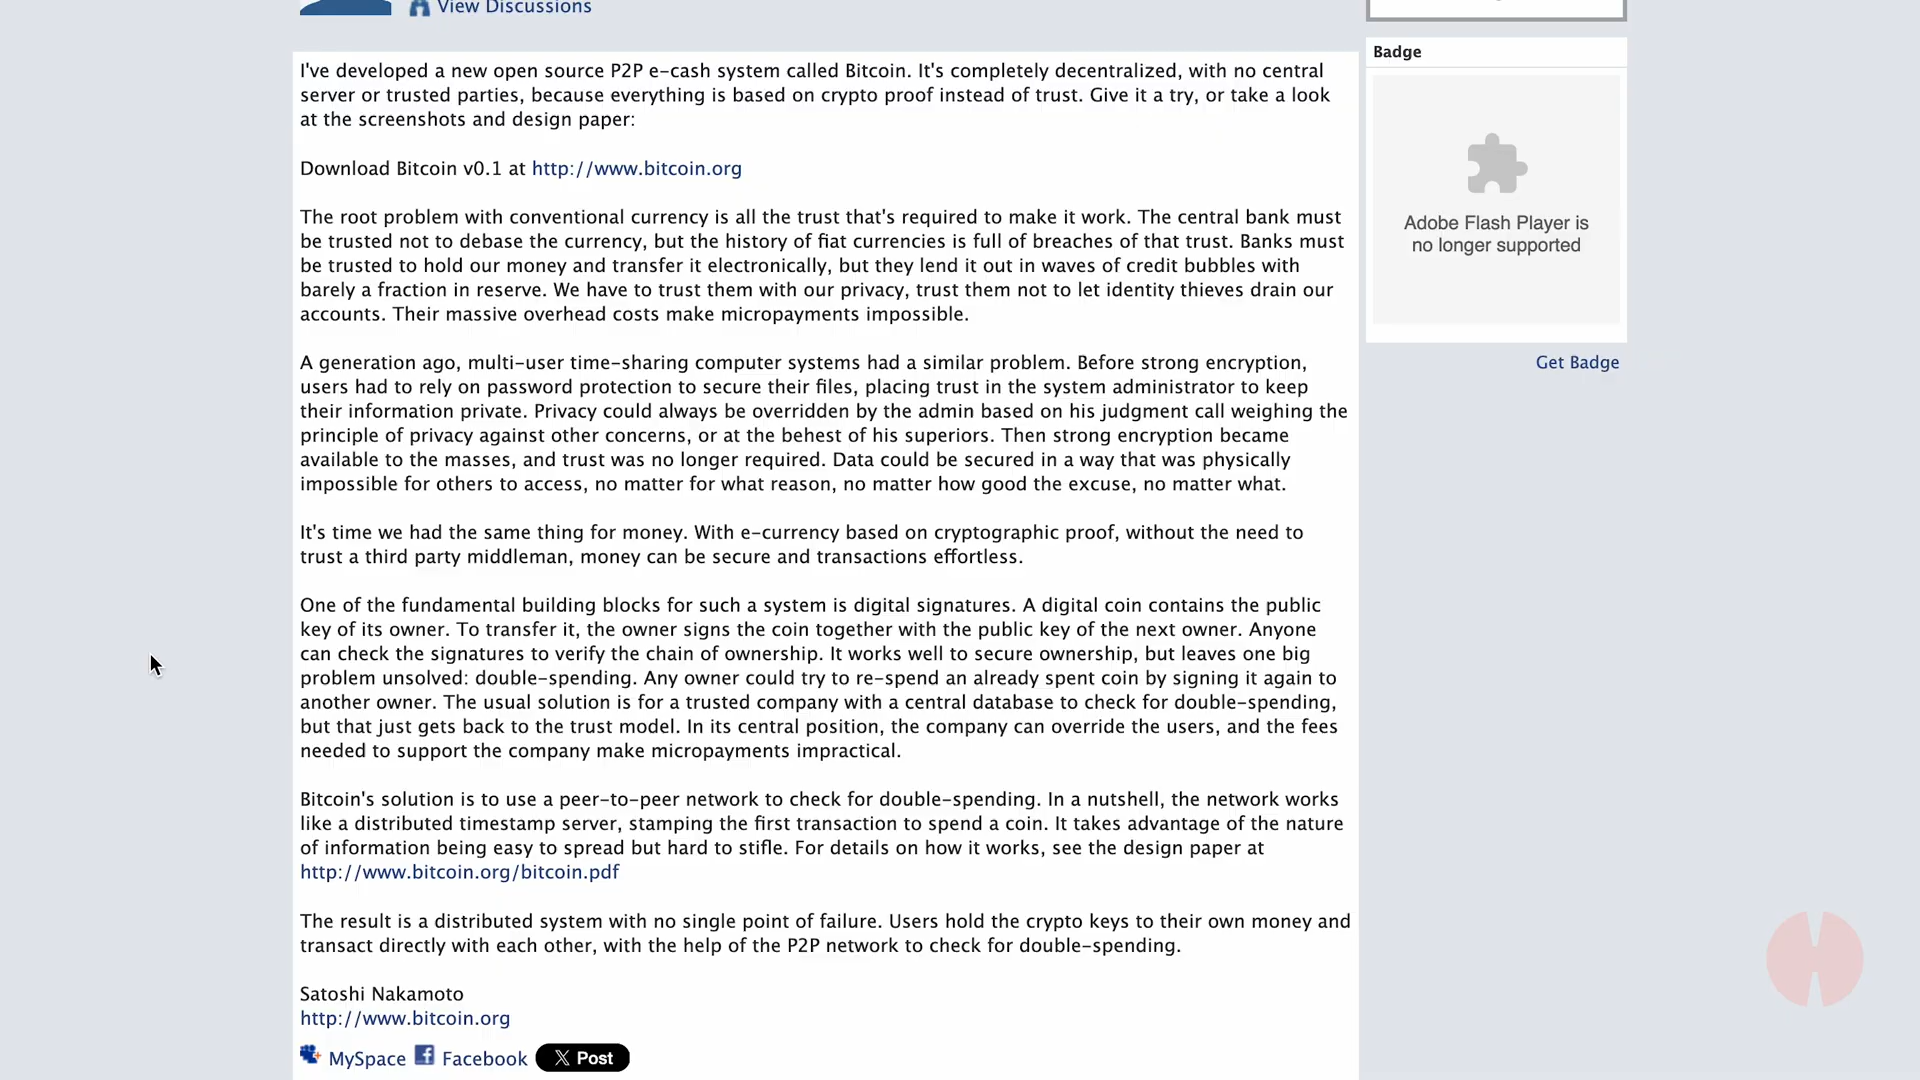 View Discussions
I've developed a new open source P2P e-cash system called Bitcoin. It's completely decentralized, with no central
server or trusted parties, because everything is based on crypto proof instead of trust. Give it a try, or take a look
at the screenshots and design paper:
Download Bitcoin v0.1 at http://www.bitcoin.org
The root problem with conventional currency is all the trust that's required to make it work. The central bank must
be trusted not to debase the currency, but the history of fiat currencies is full of breaches of that trust. Banks must
be trusted to hold our money and transfer it electronically, but they lend it out in waves of credit bubbles with
barely a fraction in reserve. We have to trust them with our privacy, trust them not to let identity thieves drain our
accounts. Their massive overhead costs make micropayments impossible.
A generation ago, multi-user time-sharing computer systems had a similar problem. Before strong encryption,
users had to rely on password protection to secure their files, placing trust in the system administrator to keep
their information private. Privacy could always be overridden by the admin based on his judgment call weighing the
principle of privacy against other concerns, or at the behest of his superiors. Then strong encryption became
available to the masses, and trust was no longer required. Data could be secured in a way that was physically
impossible for others to access, no matter for what reason, no matter how good the excuse, no matter what.
It's time we had the same thing for money. With e-currency based on cryptographic proof, without the need to
trust a third party middleman, money can be secure and transactions effortless.
One of the fundamental building blocks for such a system is digital signatures. A digital coin contains the public
key of its owner. To transfer it, the owner signs the coin together with the public key of the next owner. Anyone
can check the signatures to verify the chain of ownership. It works well to secure ownership, but leaves one big
problem unsolved: double-spending. Any owner could try to re-spend an already spent coin by signing it again to
another owner. The usual solution is for a trusted company with a central database to check for double-spending,
but that just gets back to the trust model. In its central position, the company can override the users, and the fees
needed to support the company make micropayments impractical.
Bitcoin's solution is to use a peer-to-peer network to check for double-spending. In a nutshell, the network works
like a distributed timestamp server, stamping the first transaction to spend a coin. It takes advantage of the nature
of information being easy to spread but hard to stifle. For details on how it works, see the design paper at
http://www.bitcoin.org/bitcoin.pdf
The result is a distributed system with no single point of failure. Users hold the crypto keys to their own money and
transact directly with each other, with the help of the P2P network to check for double-spending.
Satoshi Nakamoto
http://www.bitcoin.org
MySpace Facebook X Post
Badge
Adobe Flash Player is
no longer supported
Get Badge